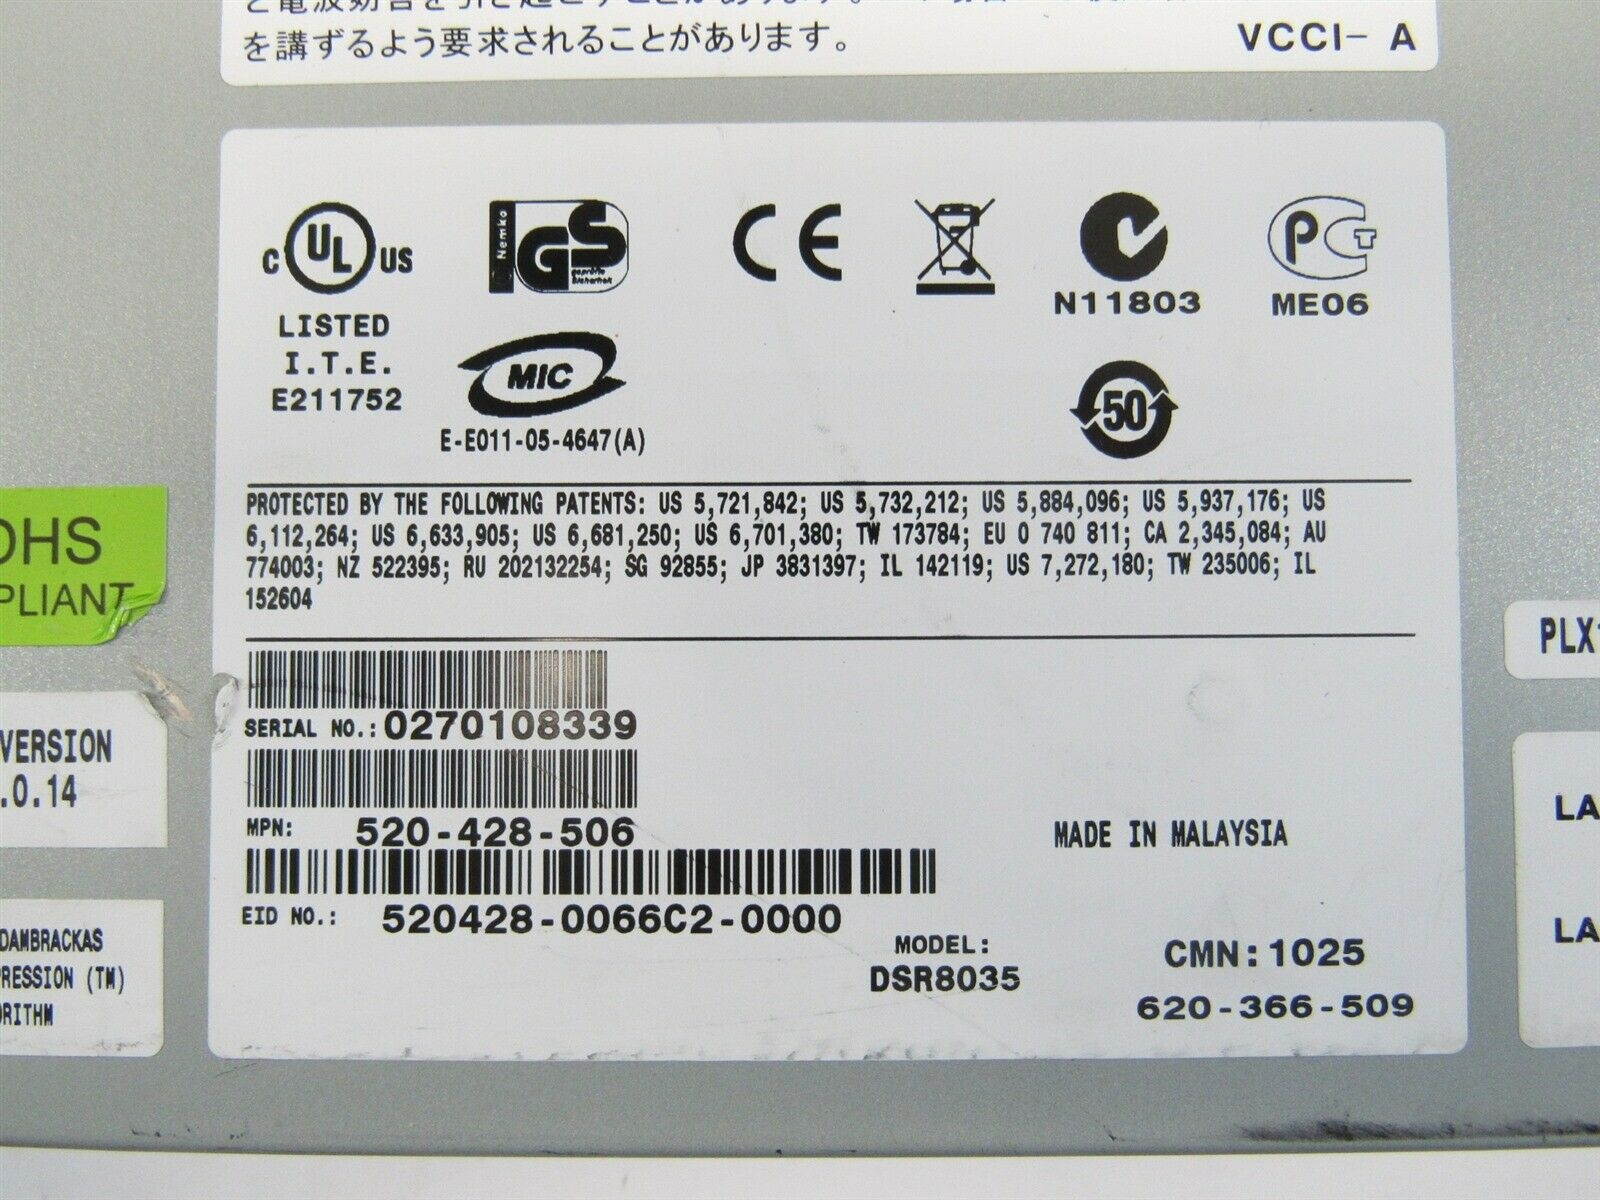 を講ずるよう要求されることがあります。
VCCI- A
C UL US
LISTED
I.T.E.
E211752
Nemko
GS
geprüfte
Sicherheit
CE
N11803
ME06
MIC
E-E011-05-4647(A)
50
PROTECTED BY THE FOLLOWING PATENTS: US 5,721,842; US 5,732,212; US 5,884,096; US 5,937,176; US
6,112,264; US 6,633,905; US 6,681,250; US 6,701,380; TW 173784; EU 0 740 811; CA 2,345,084; AU
774003; NZ 522395; RU 202132254; SG 92855; JP 3831397; IL 142119; US 7,272,180; TW 235006; IL
152604
OHS
PLIANT
SERIAL NO.: 0270108339
MPN: 520-428-506
EID NO.: 520428-0066C2-0000
MADE IN MALAYSIA
MODEL:
DSR8035
CMN: 1025
620-366-509
VERSION
.0.14
DAMBRACKAS
RESSION (TM)
ORITHM
PLX
LA
LA